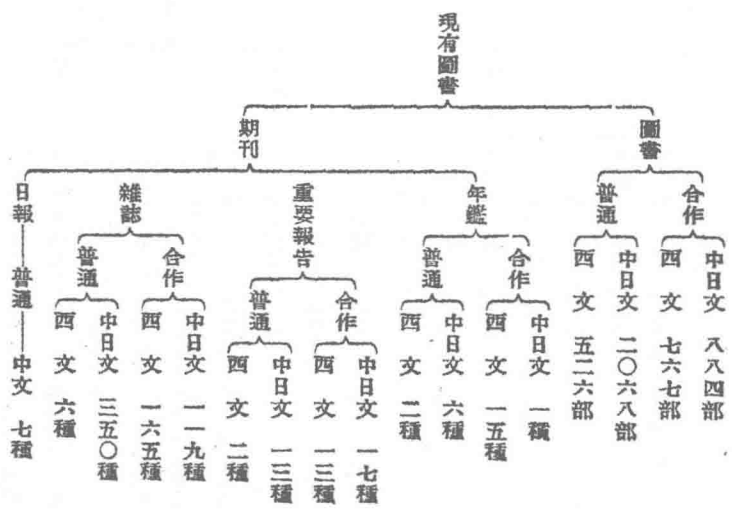 現有圖書
圖書
合作
中日文 八八四部
西文 七六七部
普通
中日文 二〇六八部
西文 五二六部
期刊
年鑑
合作
中日文 一種
西文 一五種
普通
中日文 六種
西文 二種
重要報告
合作
中日文 一七種
西文 一三種
普通
中日文 一三種
西文 二種
雜誌
合作
中日文 一一九種
西文 一六五種
普通
中日文 三五〇種
西文 六種
日報——普通——中文 七種